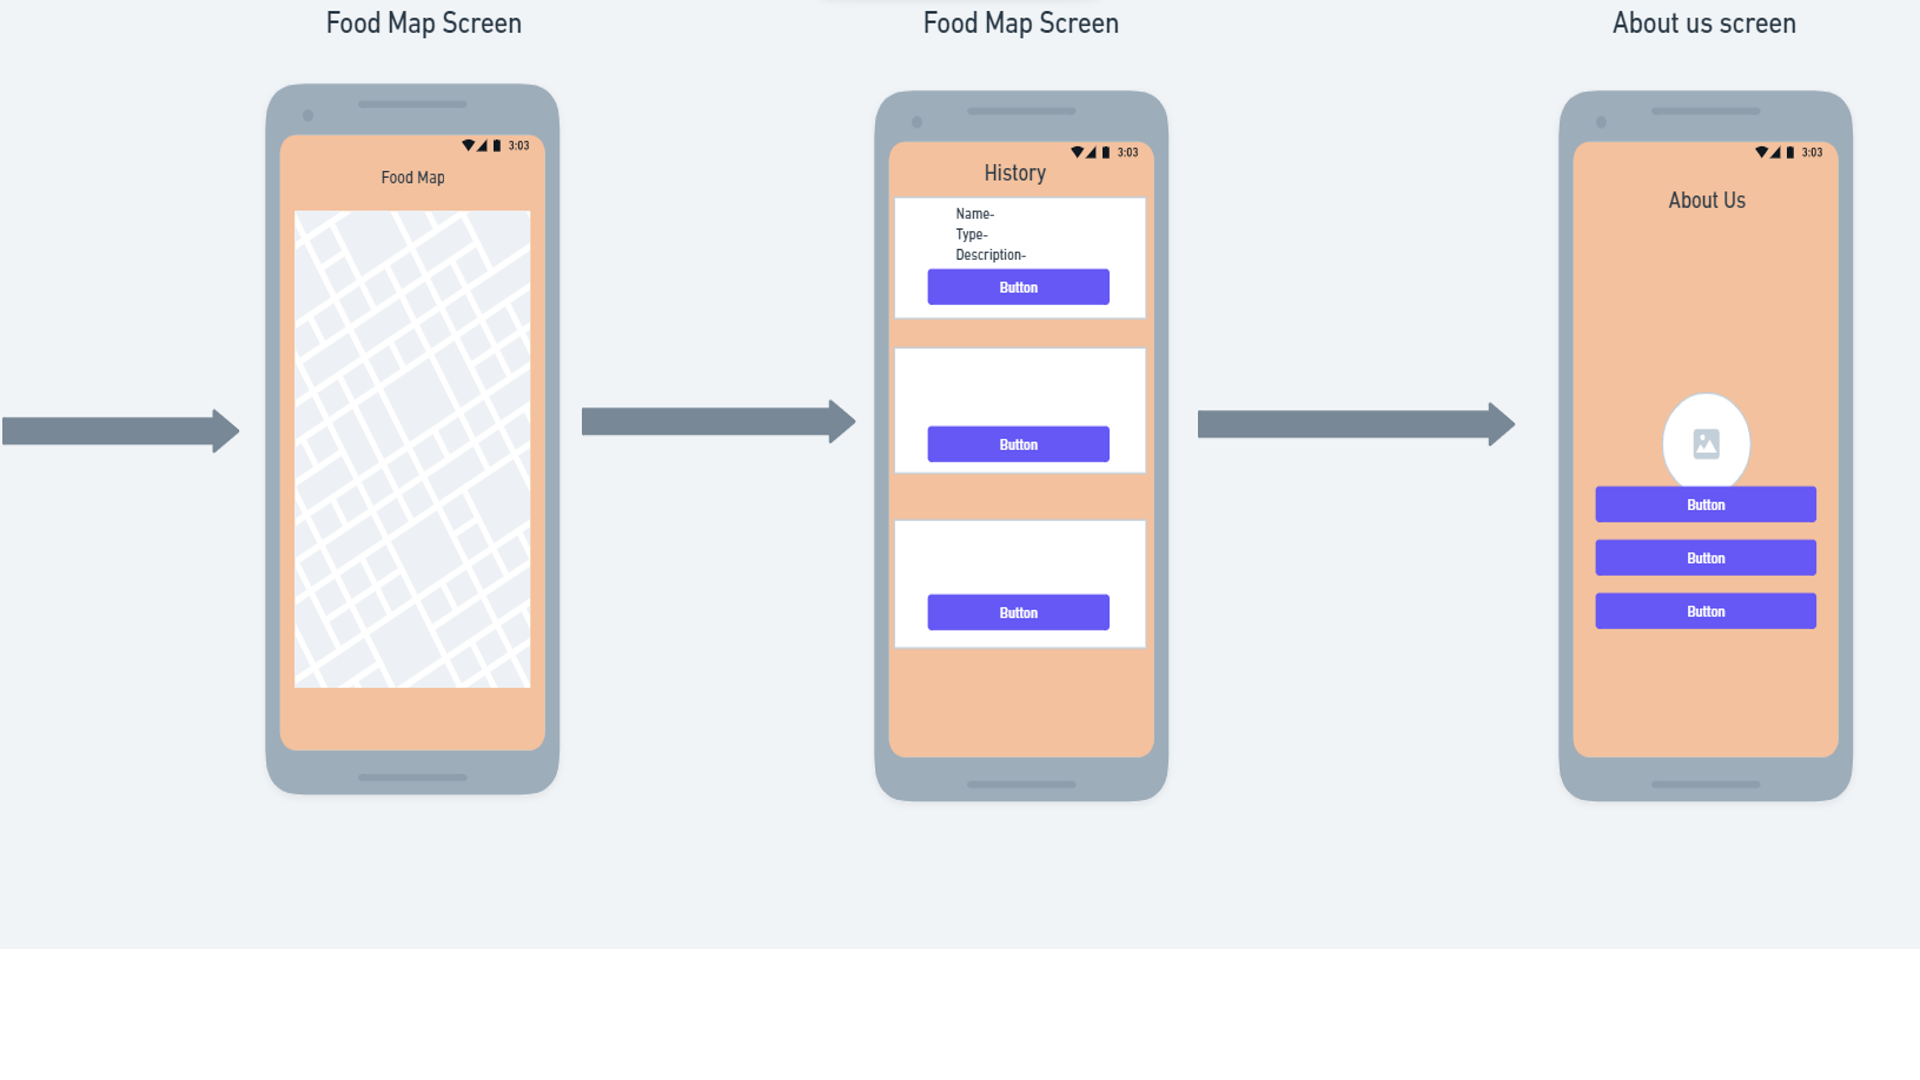 Food Map Screen
Food Map Screen
About us screen
3:03
Food Map
3:03
History
Name-
Type-
Description-
Button
Button
Button
3:03
About Us
Button
Button
Button